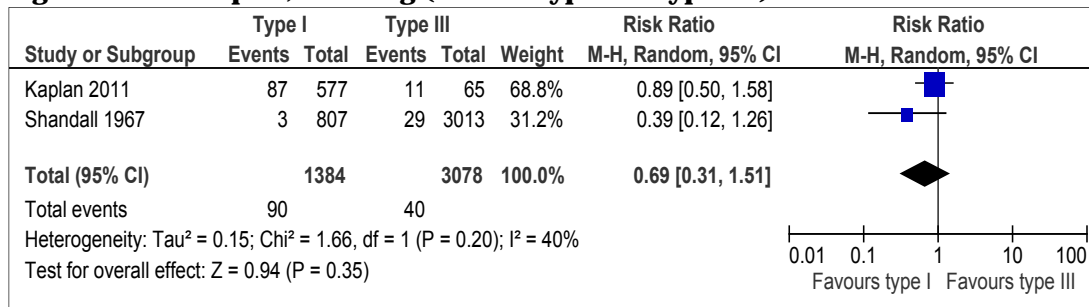 Type I Type III Risk Ratio Risk Ratio
Study or Subgroup Events Total Events Total Weight M-H, Random, 95% CI M-H, Random, 95% CI
Kaplan 2011 87 577 11 65 68.8% 0.89 [0.50, 1.58]
Shandall 1967 3 807 29 3013 31.2% 0.39 [0.12, 1.26]
Total (95% CI) 1384 3078 100.0% 0.69 [0.31, 1.51]
Total events 90 40
Heterogeneity: Tau² = 0.15; Chi² = 1.66, df = 1 (P = 0.20); I² = 40%
Test for overall effect: Z = 0.94 (P = 0.35)
0.01 0.1 1 10 100
Favours type I Favours type III